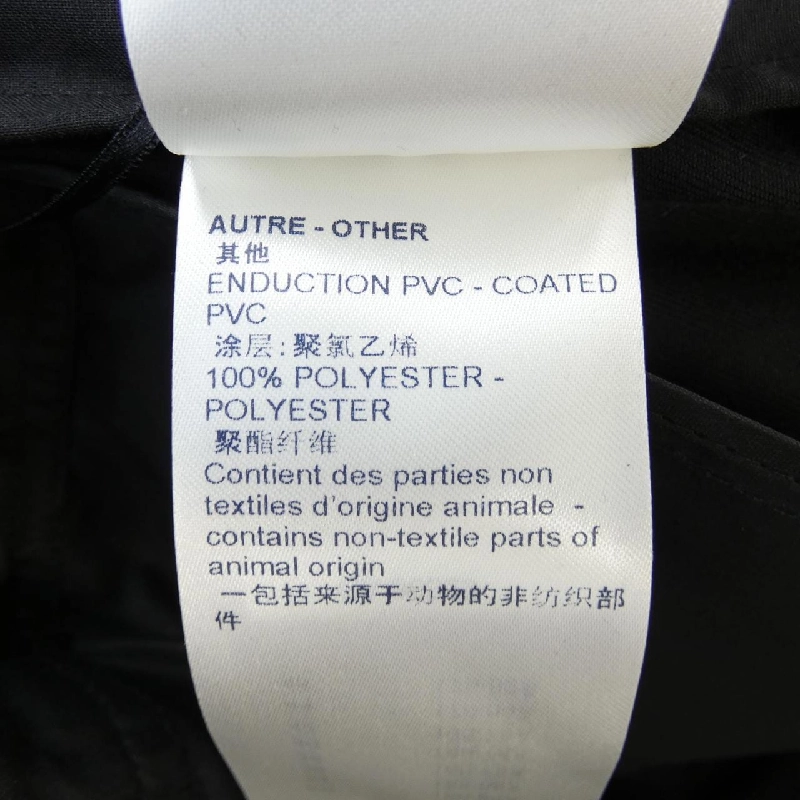 AUTRE - OTHER
其他
ENDUCTION PVC - COATED
PVC
涂层:聚氯乙烯
100% POLYESTER -
POLYESTER
聚酯纤维
Contient des parties non
textiles d'origine animale -
contains non-textile parts of
animal origin
一包括来源于动物的非纺织部
件